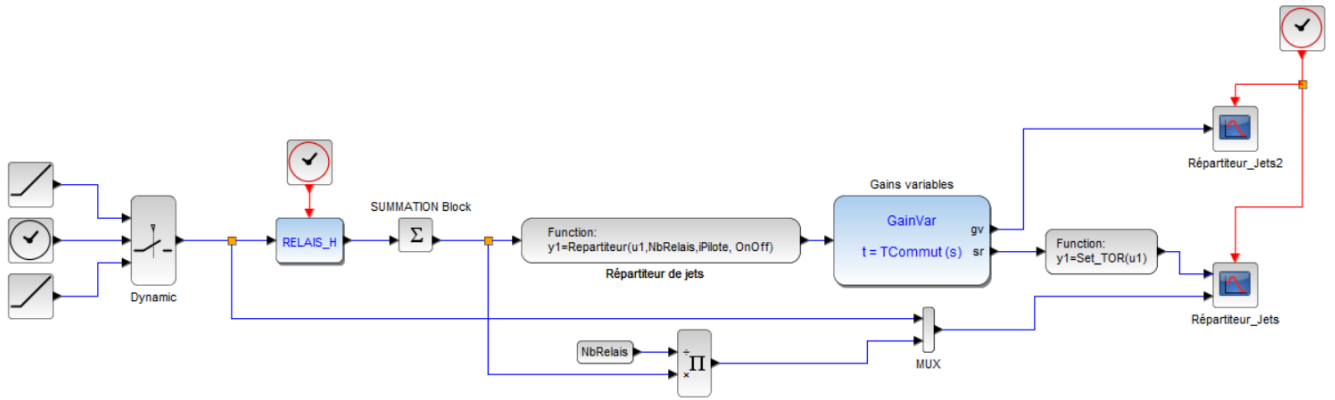 Répartiteur_Jets2
Gains variables
SUMMATION Block
GainVar
gv
Function:
y1=Repartiteur(u1,NbRelais,iPilote, OnOff)
Function:
y1=Set_TOR(u1)
RELAIS_H
Σ
t = TCommut (s)
sr
Répartiteur de jets
Dynamic
Répartiteur_Jets
NbRelais
÷
Π
×
MUX